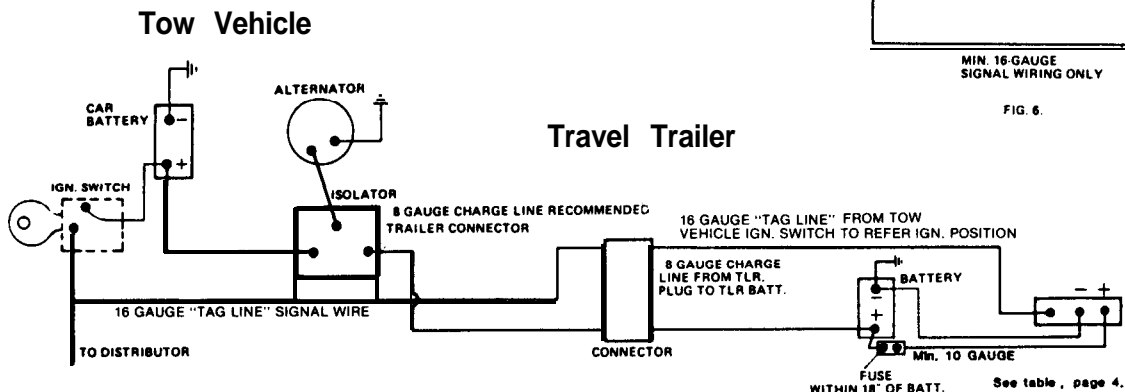 Tow Vehicle
MIN. 16-GAUGE
SIGNAL WIRING ONLY
FIG. 6.
ALTERNATOR
CAR
BATTERY
-
+
Travel Trailer
IGN. SWITCH
ISOLATOR
8 GAUGE CHARGE LINE RECOMMENDED
TRAILER CONNECTOR
16 GAUGE "TAG LINE" FROM TOW
VEHICLE IGN. SWITCH TO REFER IGN. POSITION
8 GAUGE CHARGE
LINE FROM TLR.
PLUG TO TLR BATT.
BATTERY
-
+
- +
16 GAUGE "TAG LINE" SIGNAL WIRE
TO DISTRIBUTOR
CONNECTOR
Min. 10 GAUGE
FUSE
WITHIN 18" OF BATT.
See table, page 4.